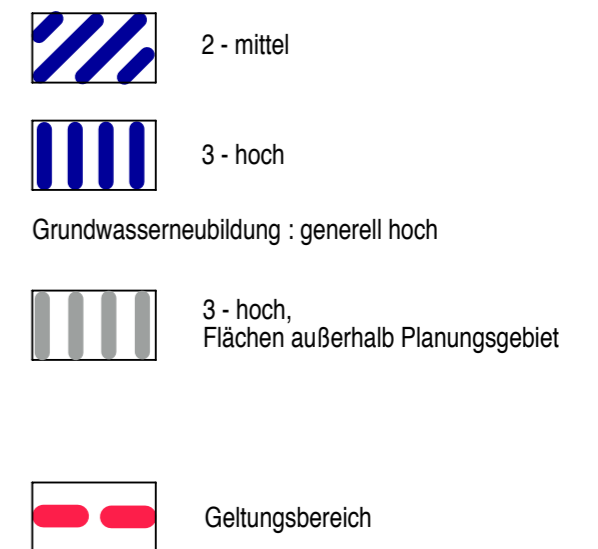 2 - mittel
3 - hoch
Grundwasserneubildung : generell hoch
3 - hoch,
Flächen außerhalb Planungsgebiet
Geltungsbereich